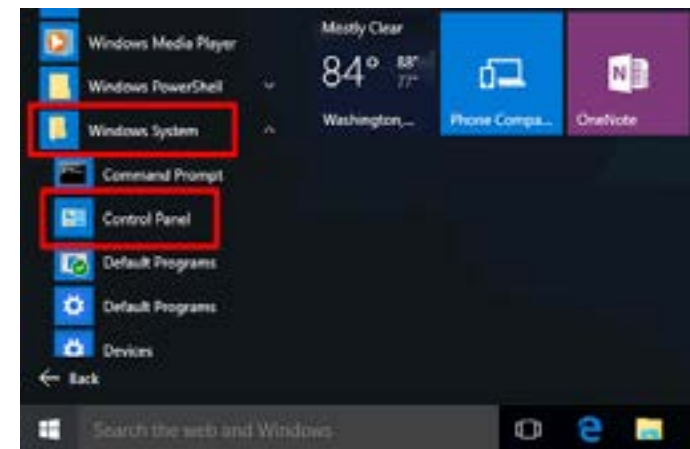 Windows Media Player
Windows PowerShell
Windows System
Command Prompt
Control Panel
Default Programs
Default Programs
Devices
Back
Mostly Clear
84° 88°
77°
Washington,...
Phone Compa...
OneNote
N
Search the web and Windows